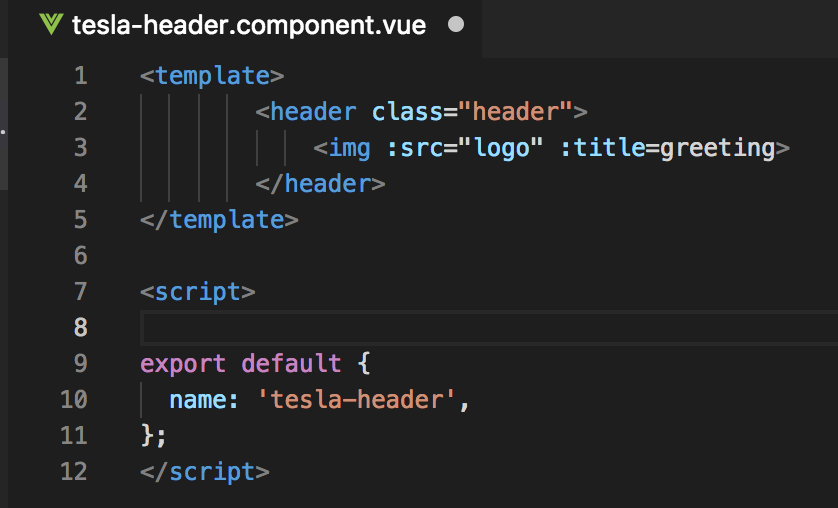 tesla-header.component.vue
1 <template>
2 <header class="header">
3 <img :src="logo" :title=greeting>
4 </header>
5 </template>
6
7 <script>
8
9 export default {
10 name: 'tesla-header',
11 };
12 </script>